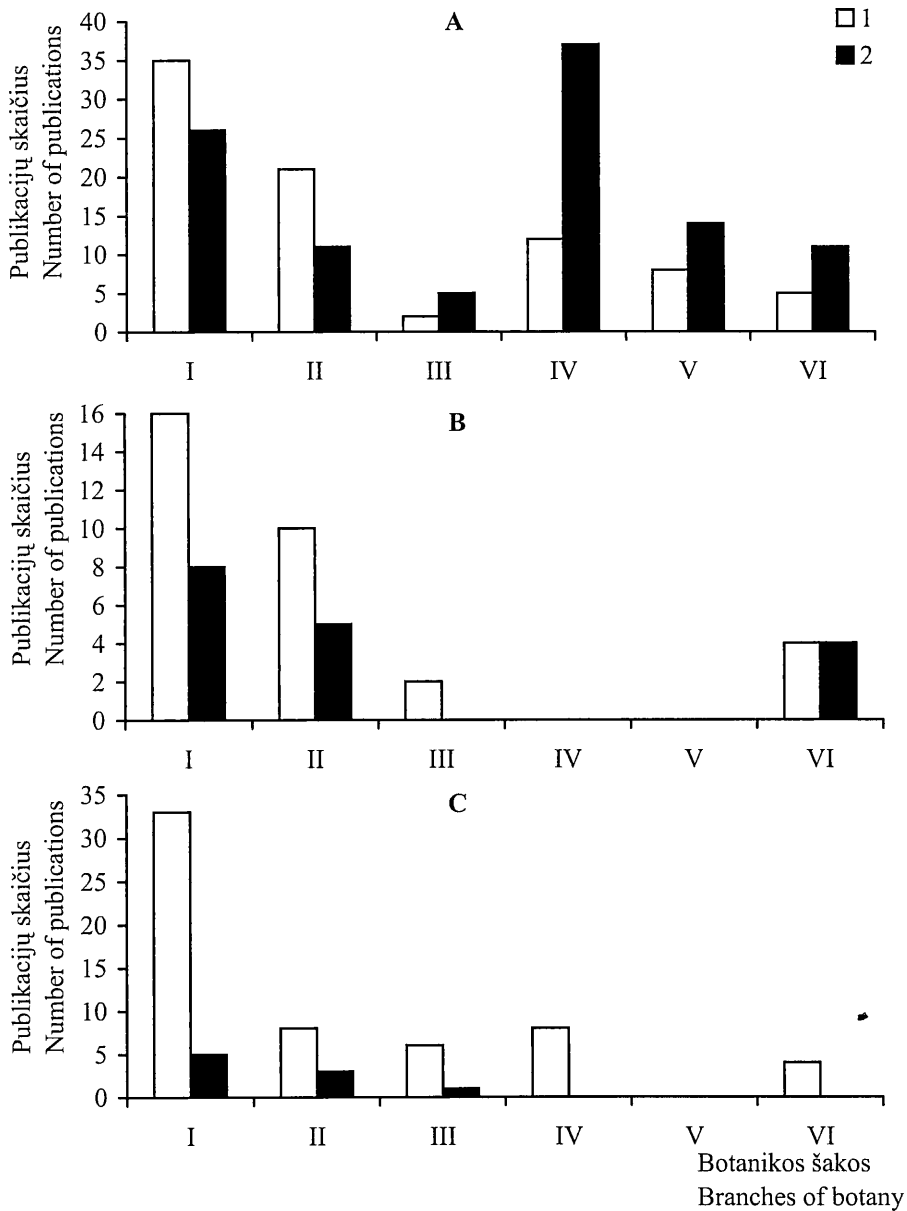 A
1
2
Publikacijų skaičius
Number of publications
40
35
30
25
20
15
10
5
0
I II III IV V VI
B
Publikacijų skaičius
Number of publications
16
14
12
10
8
6
4
2
0
I II III IV V VI
C
Publikacijų skaičius
Number of publications
35
30
25
20
15
10
5
0
I II III IV V VI
Botanikos šakos
Branches of botany